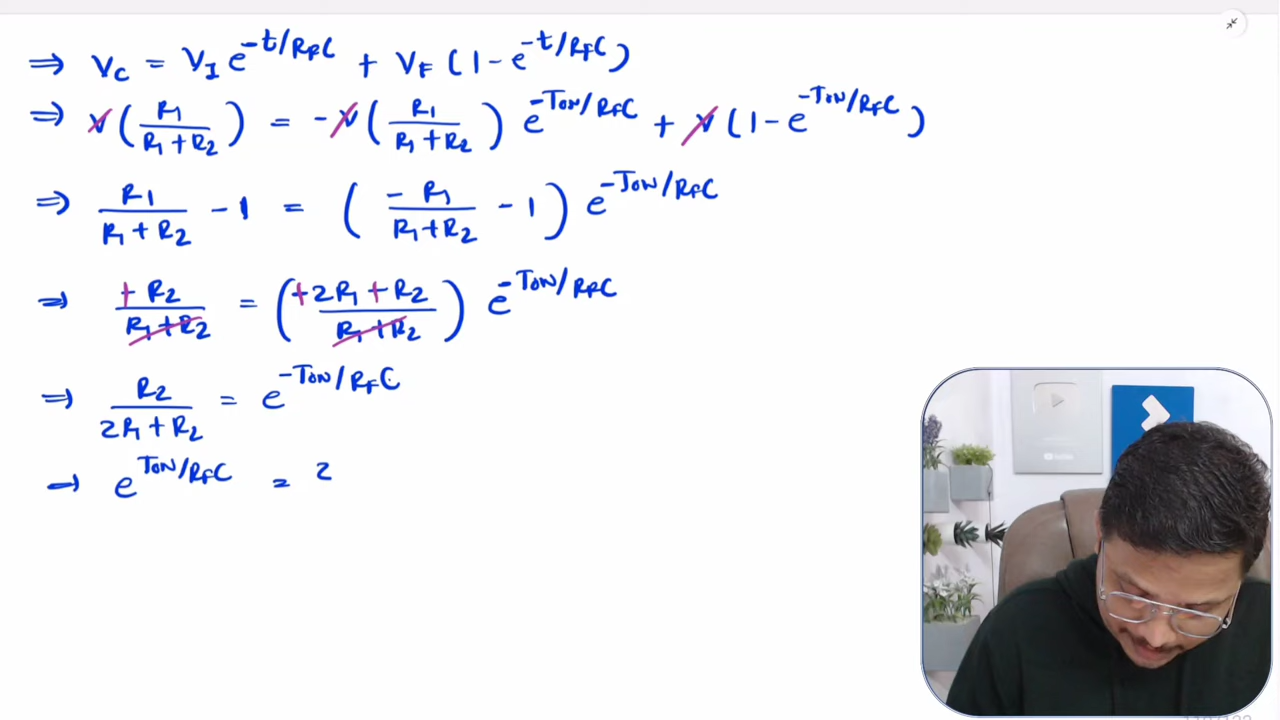 ⇒ Vc = VI e^-t/RFC + VF (1 - e^-t/RFC)
⇒ V (R1/(R1 + R2)) = -V (R1/(R1 + R2)) e^-TON/RFC + V (1 - e^-TON/RFC)
⇒ R1/(R1 + R2) - 1 = (-R1/(R1 + R2) - 1) e^-TON/RFC
⇒ +R2/(R1 + R2) = (+2R1 + R2/(R1 + R2)) e^-TON/RFC
⇒ R2/(2R1 + R2) = e^-TON/RFC
⇒ e^TON/RFC = 2